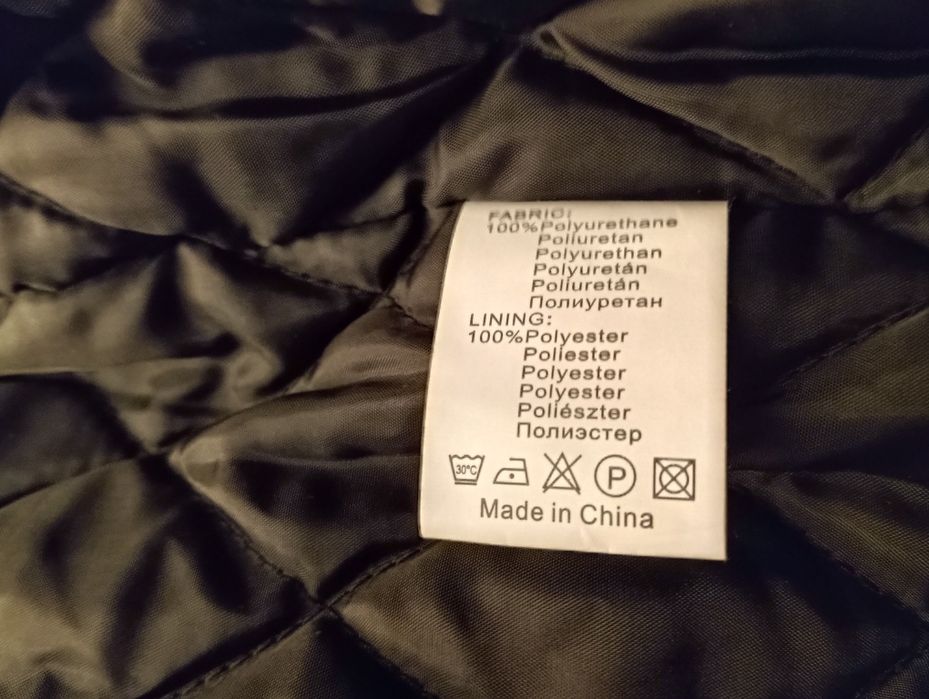 FABRIC:
100%Polyurethane
Poliuretan
Polyurethan
Polyuretán
Poliuretán
Полиуретан
LINING:
100%Polyester
Poliester
Polyester
Polyester
Poliészter
Полиэстер
30°C P
Made in China